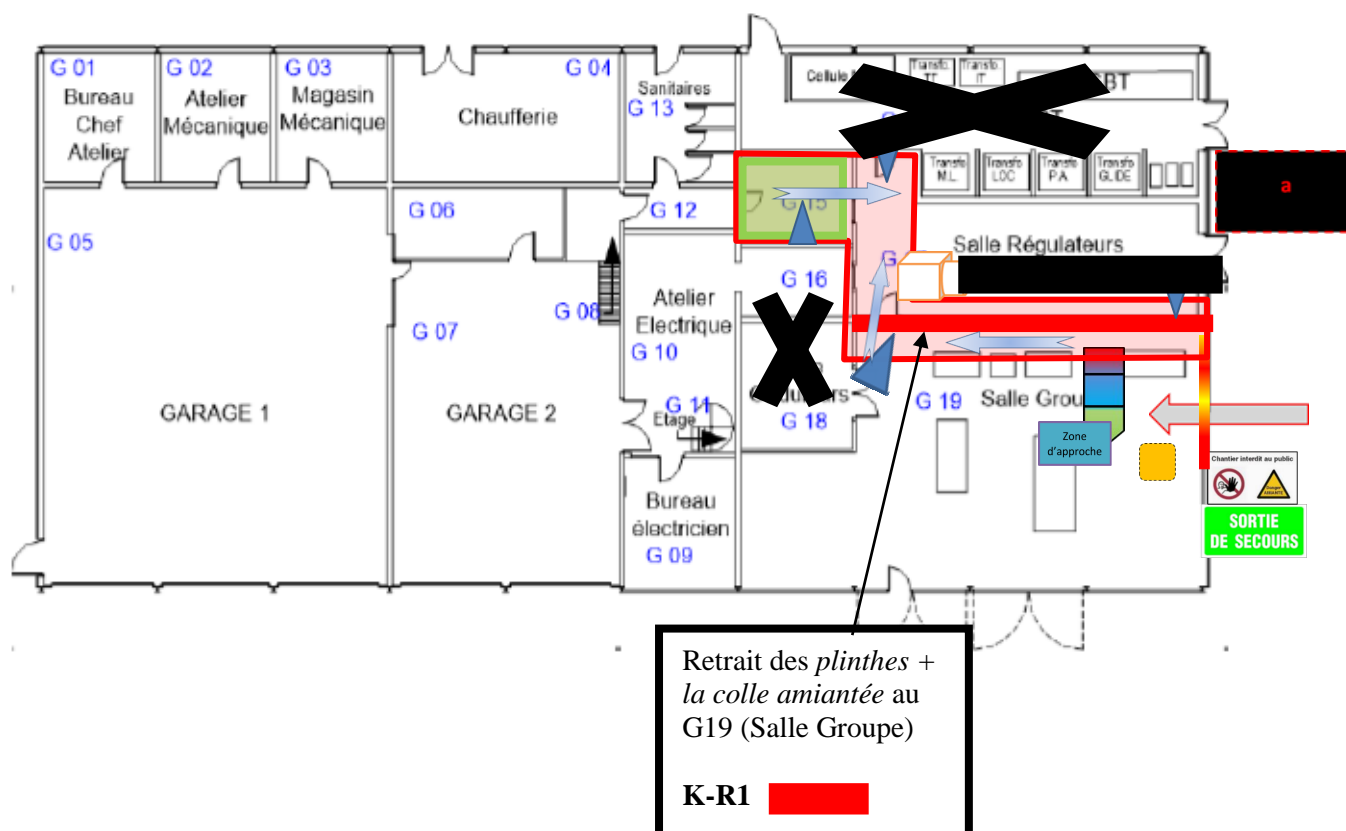 G 01
Bureau
Chef
Atelier
G 02
Atelier
Mécanique
G 03
Magasin
Mécanique
G 04
Chaufferie
Sanitaires
G 13
Transfo.
TT
Transfo
IT
BT
Transfo
M.L.
Transfo
LOC
Transfo
P.A.
Transfo
GLIDE
a
G 05
G 06
G 12
G 15
G 16
Salle Régulateurs
G 07
G 08
Atelier
Electrique
G 10
G 11
Etage
G 18
G 19
Salle Grou
GARAGE 1
GARAGE 2
Zone
d'approche
Bureau
électricien
G 09
Chantier interdit au public
Danger
AMIANTE
SORTIE
DE SECOURS
Retrait des plinthes +
la colle amiantée au
G19 (Salle Groupe)
K-R1